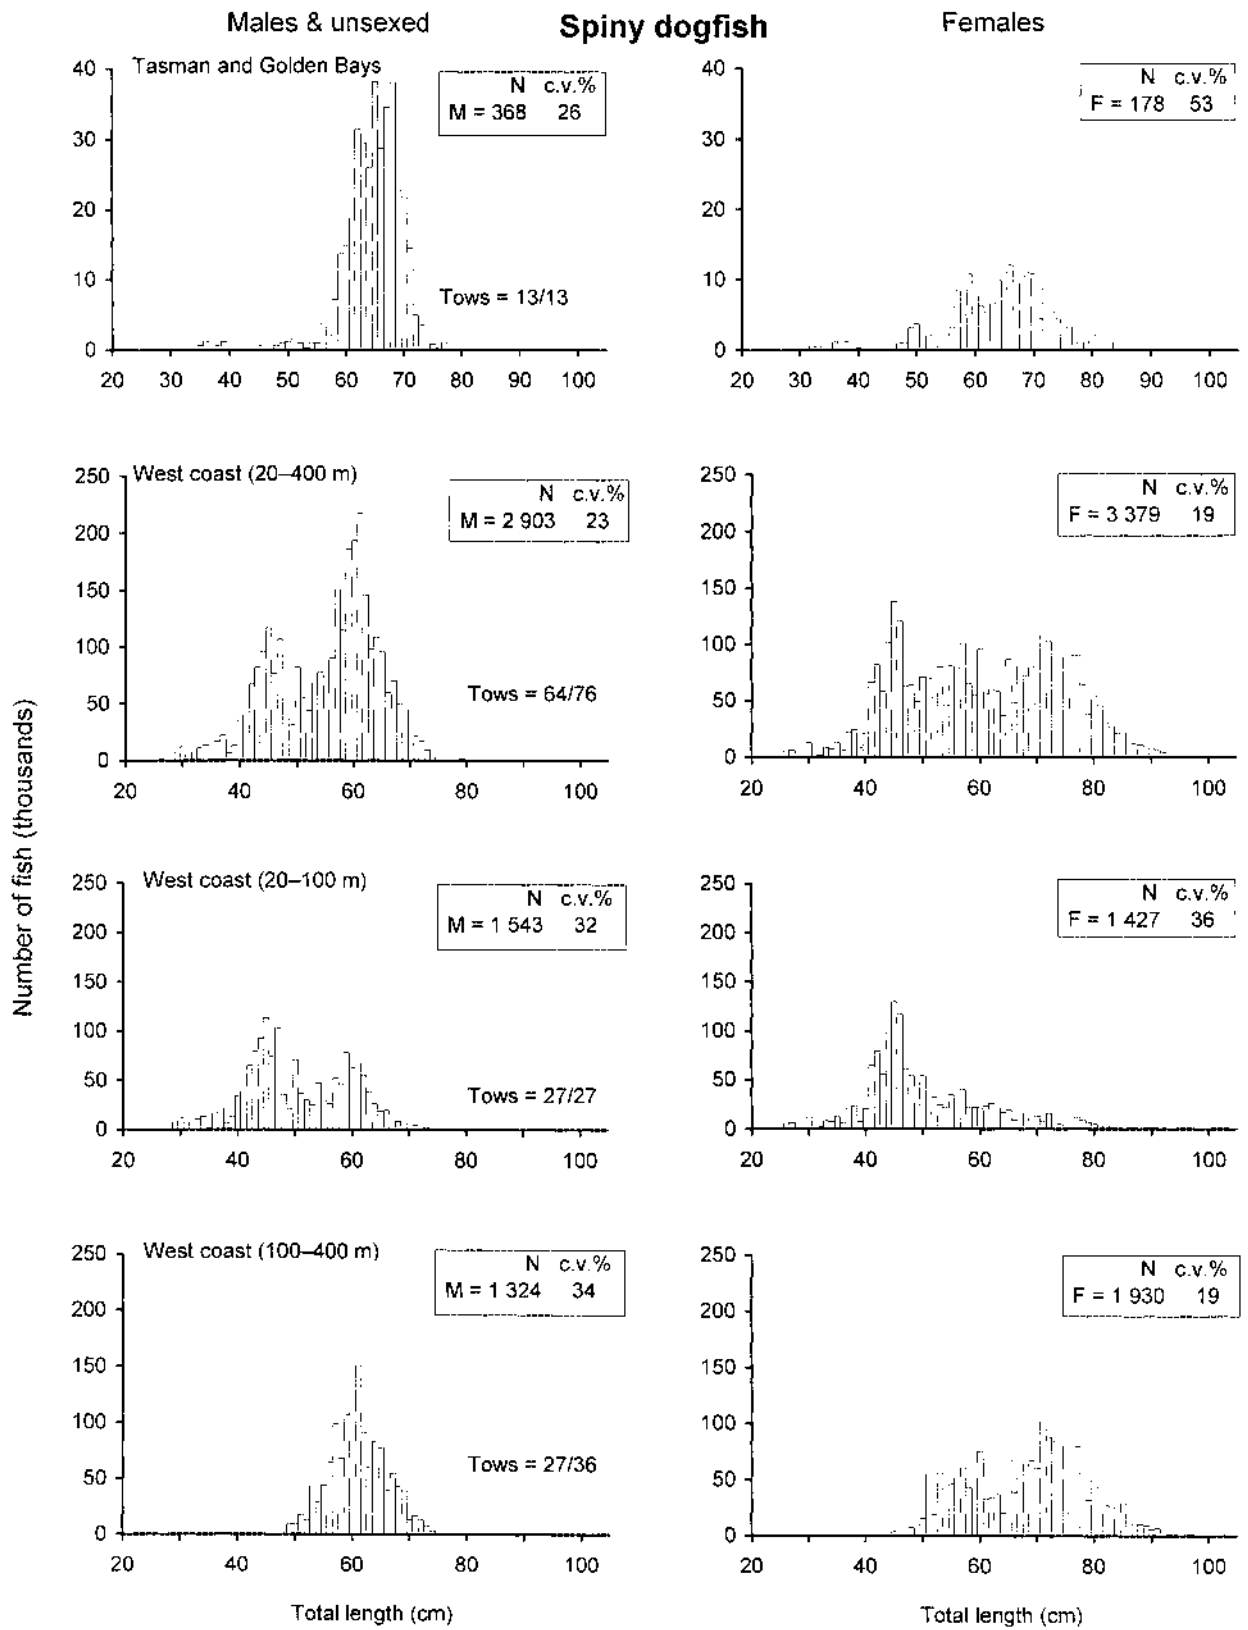 Males & unsexed Spiny dogfish Females
Tasman and Golden Bays
N c.v.%
M = 368 26
Tows = 13/13
40
30
20
10
0
20 30 40 50 60 70 80 90 100
N c.v.%
F = 178 53
40
30
20
10
0
20 30 40 50 60 70 80 90 100
Number of fish (thousands)
West coast (20–400 m)
N c.v.%
M = 2 903 23
Tows = 64/76
250
200
150
100
50
0
20 40 60 80 100
N c.v.%
F = 3 379 19
250
200
150
100
50
0
20 40 60 80 100
West coast (20–100 m)
N c.v.%
M = 1 543 32
Tows = 27/27
250
200
150
100
50
0
20 40 60 80 100
N c.v.%
F = 1 427 36
250
200
150
100
50
0
20 40 60 80 100
West coast (100–400 m)
N c.v.%
M = 1 324 34
Tows = 27/36
250
200
150
100
50
0
20 40 60 80 100
Total length (cm)
N c.v.%
F = 1 930 19
250
200
150
100
50
0
20 40 60 80 100
Total length (cm)